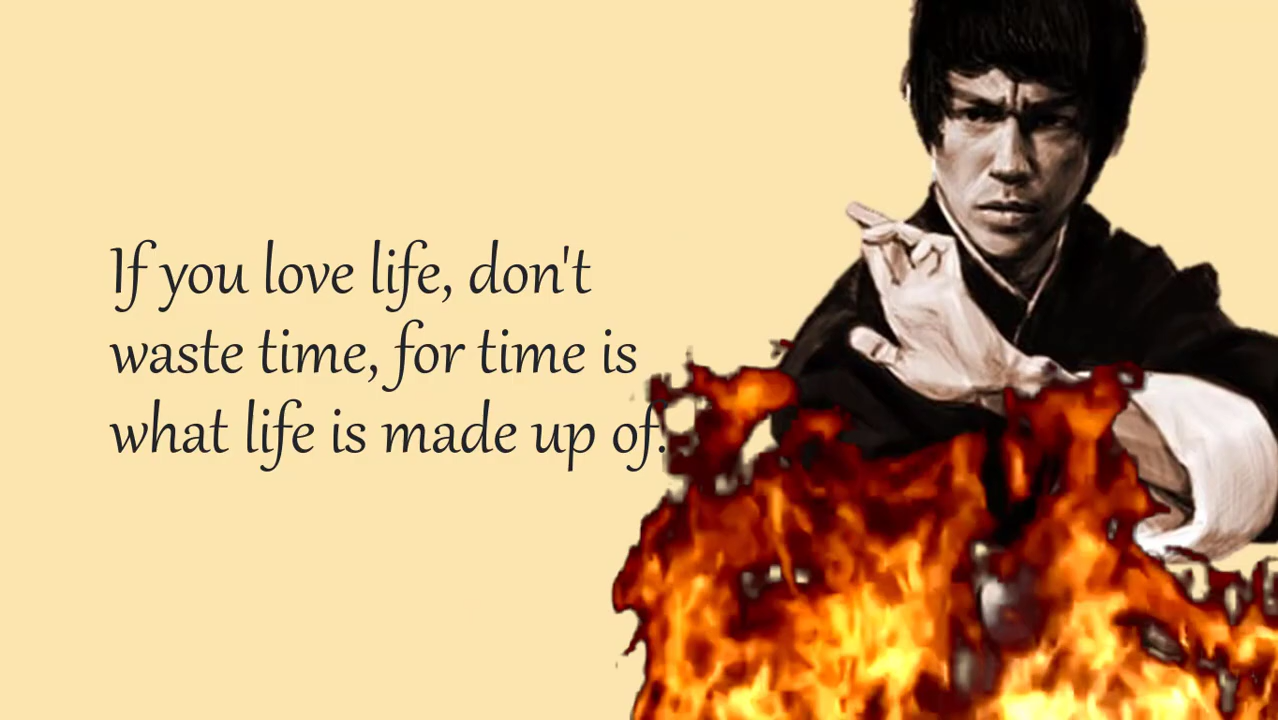 If you love life, don't
waste time, for time is
what life is made up of.